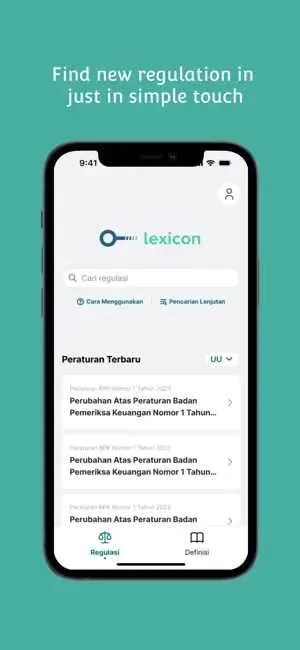 Find new regulation in
just in simple touch
9:41
lexicon
Cari regulasi
Cara Menggunakan
Pencarian Lanjutan
Peraturan Terbaru
UU
Peraturan BPK Nomor 1 Tahun 2023
Perubahan Atas Peraturan Badan
Pemeriksa Keuangan Nomor 1 Tahun...
Peraturan BPK Nomor 1 Tahun 2023
Perubahan Atas Peraturan Badan
Pemeriksa Keuangan Nomor 1 Tahun...
Peraturan BPK Nomor 1 Tahun 2023
Perubahan Atas Peraturan Badan
Regulasi
Definisi